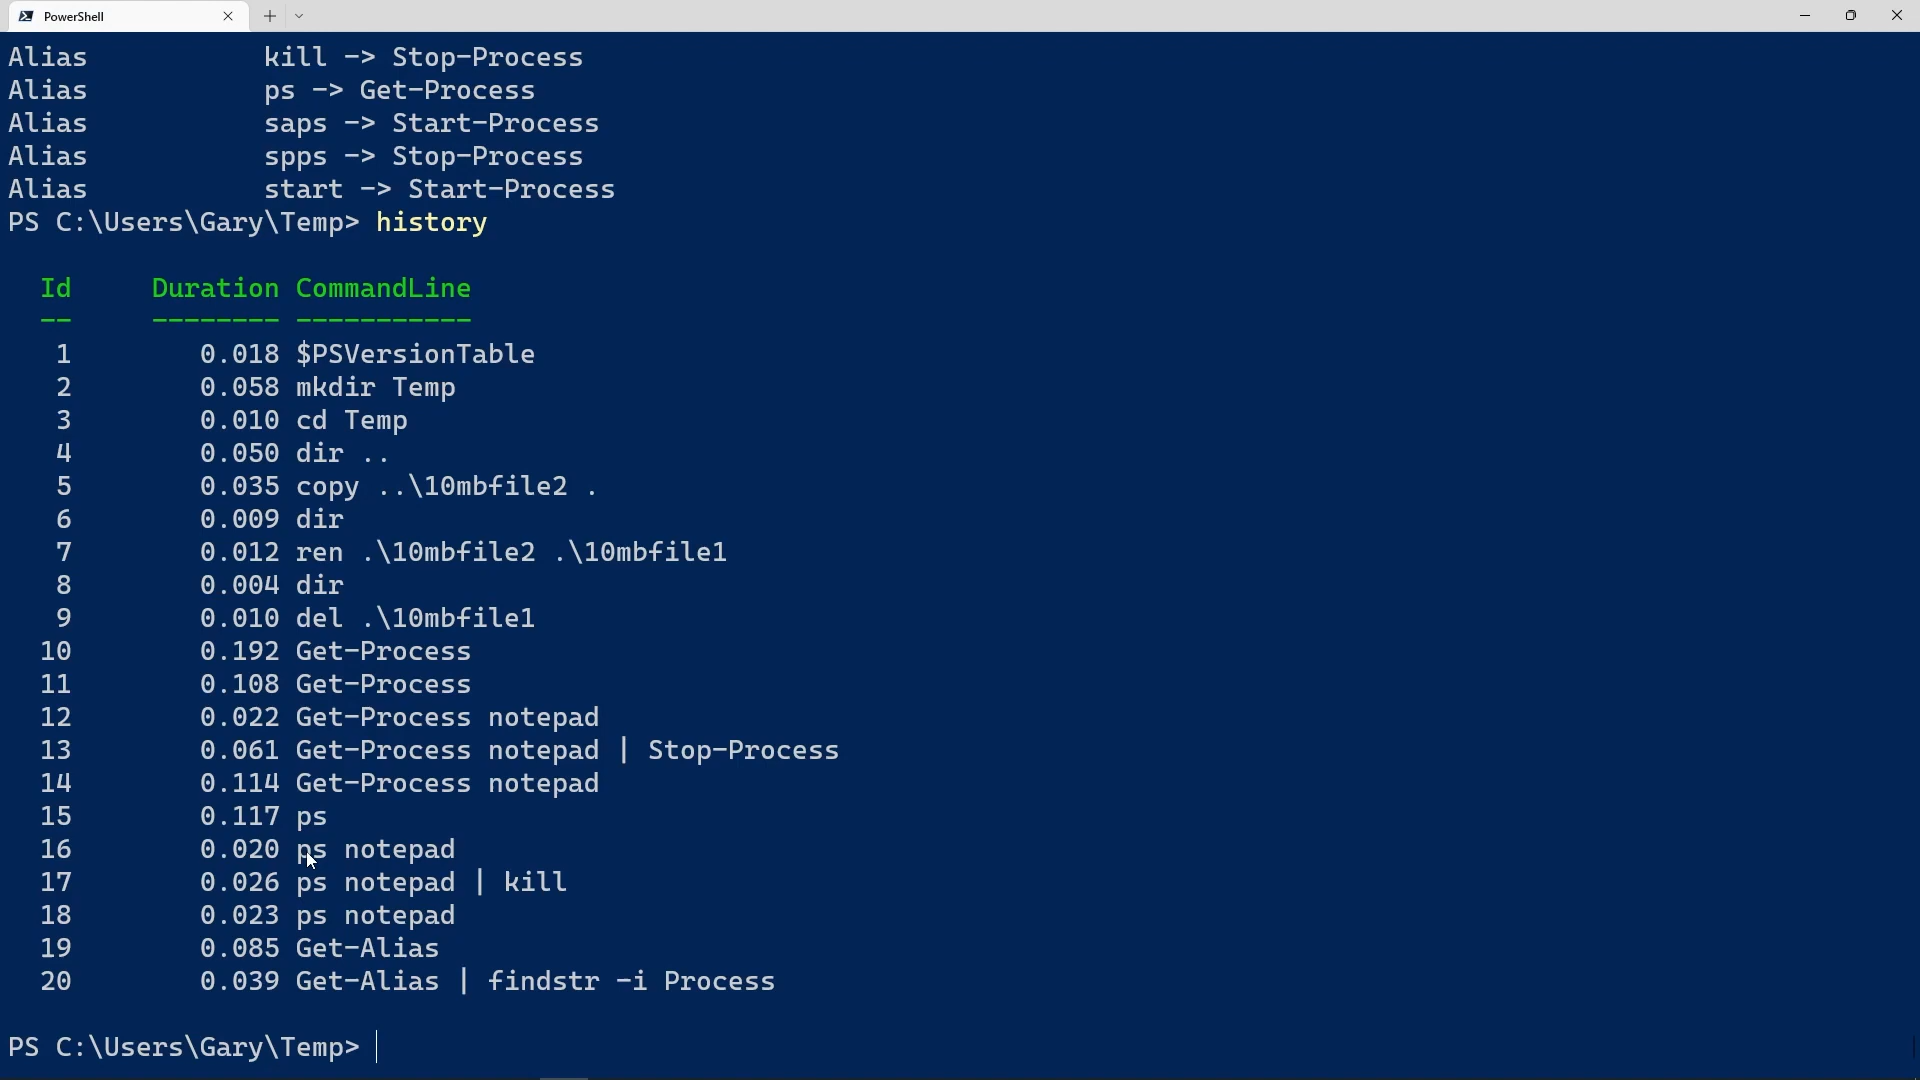 PowerShell
Alias           kill -> Stop-Process
Alias           ps -> Get-Process
Alias           saps -> Start-Process
Alias           spps -> Stop-Process
Alias           start -> Start-Process
PS C:\Users\Gary\Temp> history
  Id     Duration CommandLine
  --     -------- -----------
   1        0.018 $PSVersionTable
   2        0.058 mkdir Temp
   3        0.010 cd Temp
   4        0.050 dir ..
   5        0.035 copy ..\10mbfile2 .
   6        0.009 dir
   7        0.012 ren .\10mbfile2 .\10mbfile1
   8        0.004 dir
   9        0.010 del .\10mbfile1
  10        0.192 Get-Process
  11        0.108 Get-Process
  12        0.022 Get-Process notepad
  13        0.061 Get-Process notepad | Stop-Process
  14        0.114 Get-Process notepad
  15        0.117 ps
  16        0.020 ps notepad
  17        0.026 ps notepad | kill
  18        0.023 ps notepad
  19        0.085 Get-Alias
  20        0.039 Get-Alias | findstr -i Process
PS C:\Users\Gary\Temp>